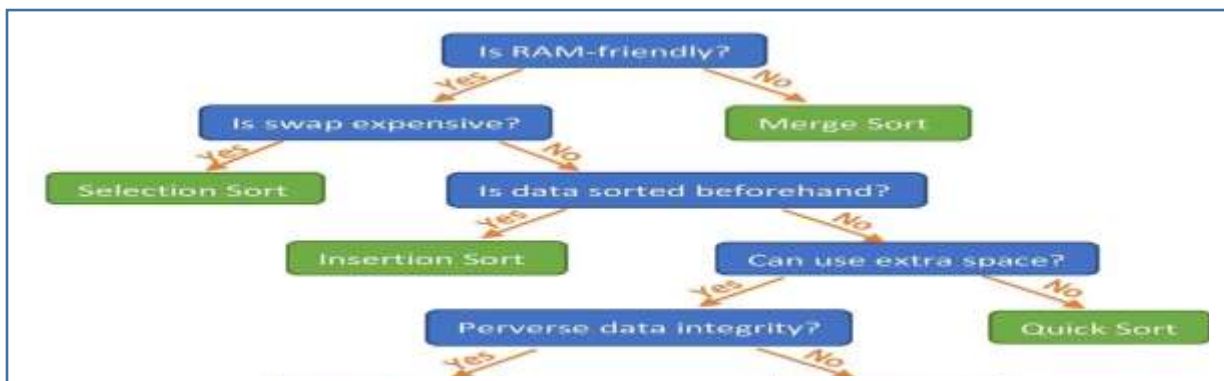 Is RAM-friendly?
Yes
No
Is swap expensive?
Merge Sort
Yes
No
Selection Sort
Is data sorted beforehand?
Yes
No
Insertion Sort
Can use extra space?
Yes
No
Perverse data integrity?
Quick Sort
Yes
No